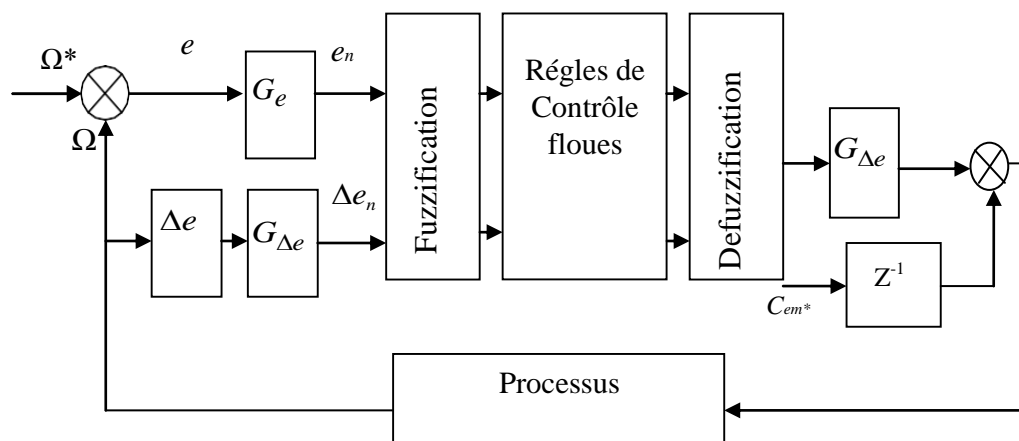 Ω*
e
G_e
e_n
Fuzzification
Régles de
Contrôle
floues
Defuzzification
G_Δe
Ω
Δe
G_Δe
Δe_n
C_em*
Z⁻¹
Processus